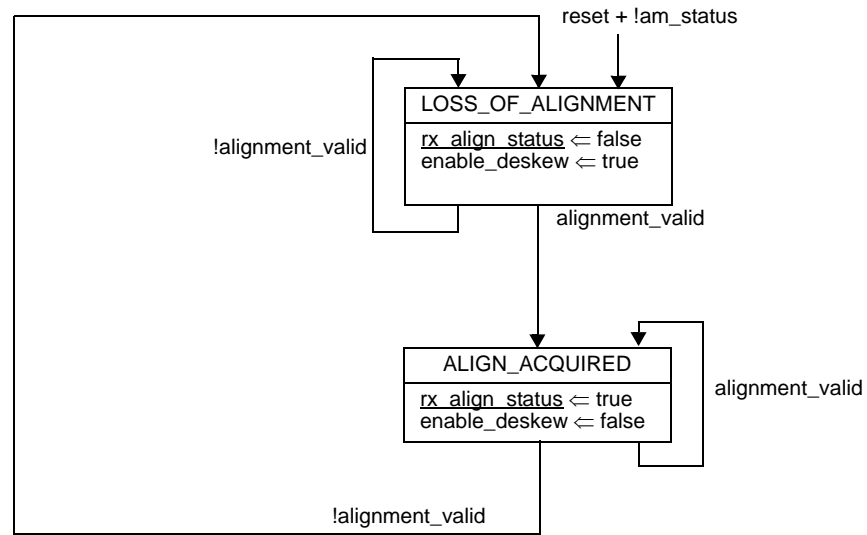 reset + !am_status
LOSS_OF_ALIGNMENT
rx_align_status ⇐ false
enable_deskew ⇐ true
!alignment_valid
alignment_valid
ALIGN_ACQUIRED
rx_align_status ⇐ true
enable_deskew ⇐ false
alignment_valid
!alignment_valid